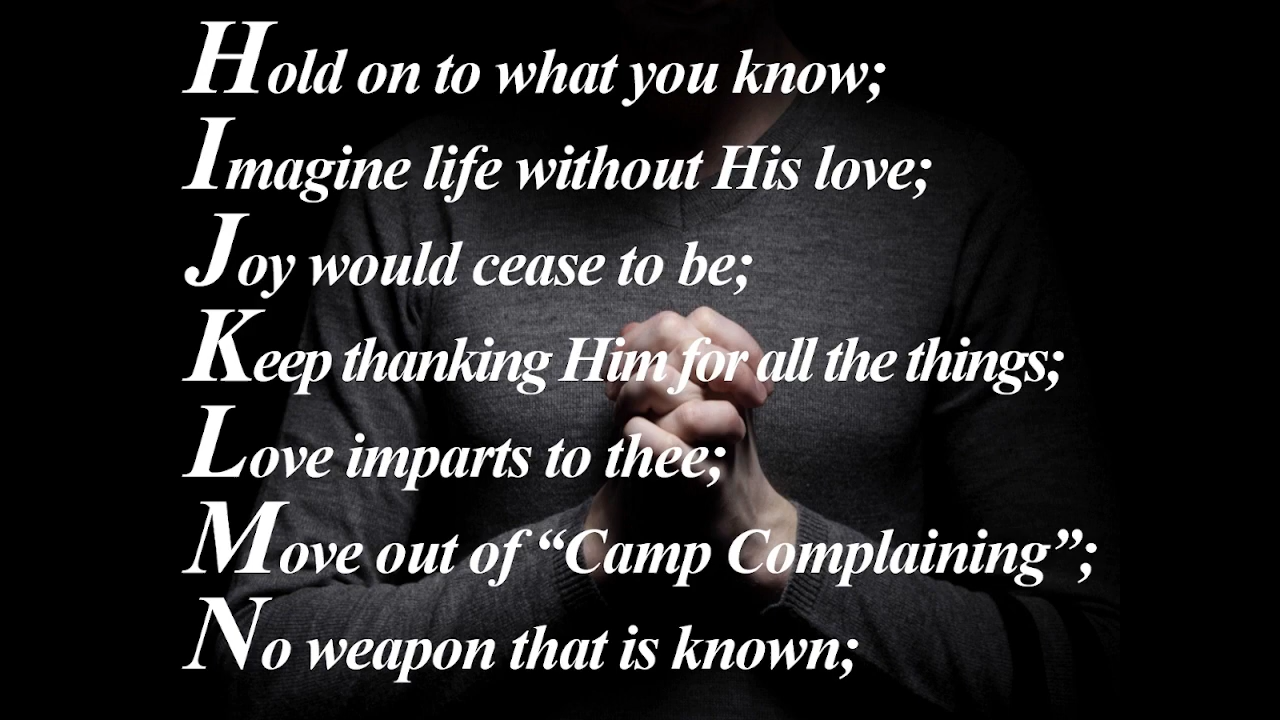 Hold on to what you know;
Imagine life without His love;
Joy would cease to be;
Keep thanking Him for all the things;
Love imparts to thee;
Move out of “Camp Complaining”;
No weapon that is known;